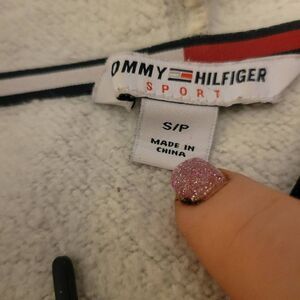 OMMY HILFIGER
SPORT
S/P
MADE IN
CHINA